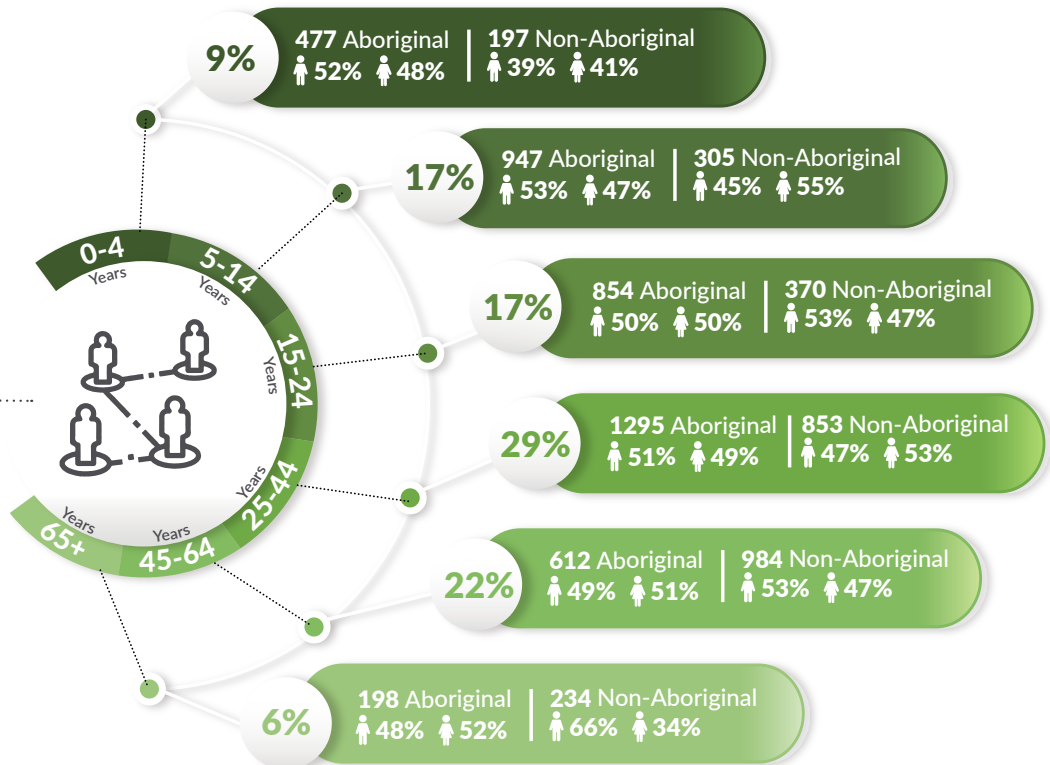 9%
477 Aboriginal
52% 48%
197 Non-Aboriginal
39% 41%
17%
947 Aboriginal
53% 47%
305 Non-Aboriginal
45% 55%
17%
854 Aboriginal
50% 50%
370 Non-Aboriginal
53% 47%
29%
1295 Aboriginal
51% 49%
853 Non-Aboriginal
47% 53%
22%
612 Aboriginal
49% 51%
984 Non-Aboriginal
53% 47%
6%
198 Aboriginal
48% 52%
234 Non-Aboriginal
66% 34%
0-4
Years
5-14
Years
15-24
Years
25-44
Years
45-64
Years
65+
Years